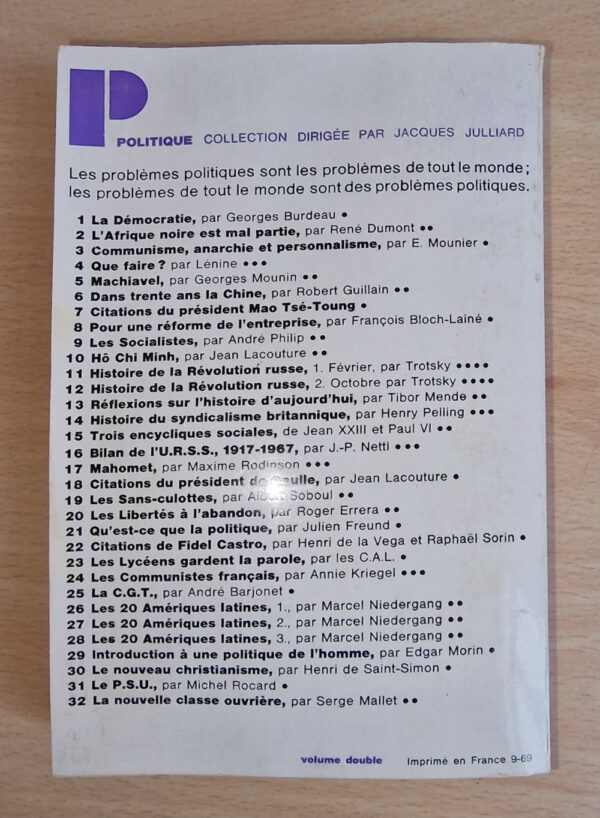 P
POLITIQUE COLLECTION DIRIGÉE PAR JACQUES JULLIARD
Les problèmes politiques sont les problèmes de tout le monde;
les problèmes de tout le monde sont des problèmes politiques.
1 La Démocratie, par Georges Burdeau •
2 L'Afrique noire est mal partie, par René Dumont ••
3 Communisme, anarchie et personnalisme, par E. Mounier •
4 Que faire? par Lénine •••
5 Machiavel, par Georges Mounin ••
6 Dans trente ans la Chine, par Robert Guillain ••
7 Citations du président Mao Tsé-Toung •
8 Pour une réforme de l'entreprise, par François Bloch-Lainé •
9 Les Socialistes, par André Philip ••
10 Hô Chi Minh, par Jean Lacouture ••
11 Histoire de la Révolution russe, 1. Février, par Trotsky ••••
12 Histoire de la Révolution russe, 2. Octobre par Trotsky ••••
13 Réflexions sur l'histoire d'aujourd'hui, par Tibor Mende ••
14 Histoire du syndicalisme britannique, par Henry Pelling •••
15 Trois encycliques sociales, de Jean XXIII et Paul VI ••
16 Bilan de l'U.R.S.S., 1917-1967, par J.-P. Nettl •••
17 Mahomet, par Maxime Rodinson •••
18 Citations du président de Gaulle, par Jean Lacouture •
19 Les Sans-culottes, par Albert Soboul ••
20 Les Libertés à l'abandon, par Roger Errera ••
21 Qu'est-ce que la politique, par Julien Freund •
22 Citations de Fidel Castro, par Henri de la Vega et Raphaël Sorin •
23 Les Lycéens gardent la parole, par les C.A.L. •
24 Les Communistes français, par Annie Kriegel •••
25 La C.G.T., par André Barjonet •
26 Les 20 Amériques latines, 1., par Marcel Niedergang ••
27 Les 20 Amériques latines, 2., par Marcel Niedergang ••
28 Les 20 Amériques latines, 3., par Marcel Niedergang ••
29 Introduction à une politique de l'homme, par Edgar Morin •
30 Le nouveau christianisme, par Henri de Saint-Simon •
31 Le P.S.U., par Michel Rocard •
32 La nouvelle classe ouvrière, par Serge Mallet ••
volume double Imprimé en France 9-69